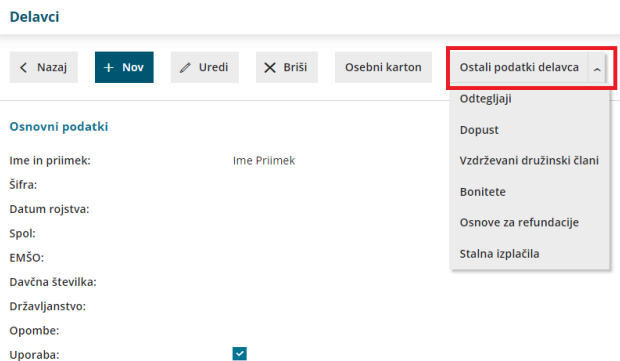 Delavci
Nazaj
Nov
Uredi
Briši
Osebni karton
Ostali podatki delavca
Odtegljaji
Dopust
Vzdrževani družinski člani
Bonitete
Osnove za refundacije
Stalna izplačila
Osnovni podatki
Ime in priimek: Ime Priimek
Šifra:
Datum rojstva:
Spol:
EMŠO:
Davčna številka:
Državljanstvo:
Opombe:
Uporaba: